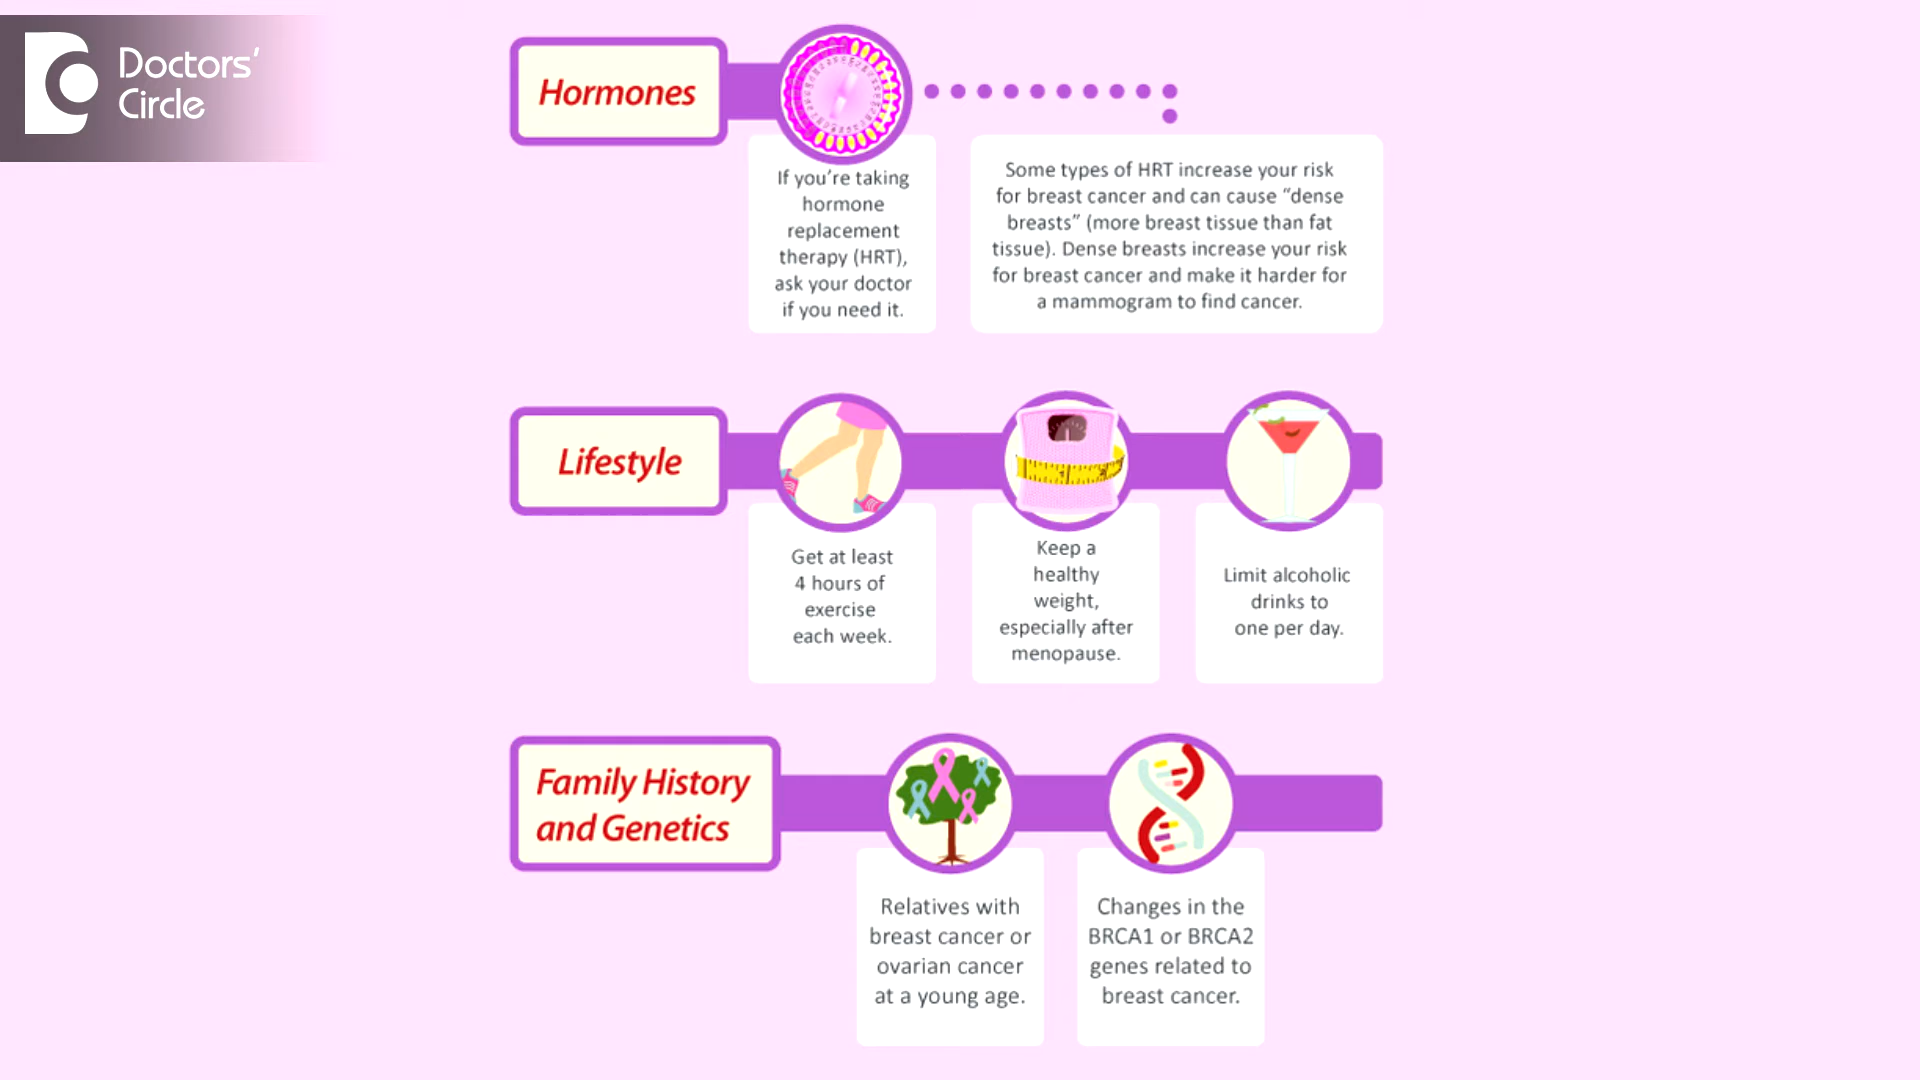 Doctors'
Circle
Hormones
If you're taking
hormone
replacement
therapy (HRT),
ask your doctor
if you need it.
Some types of HRT increase your risk
for breast cancer and can cause "dense
breasts" (more breast tissue than fat
tissue). Dense breasts increase your risk
for breast cancer and make it harder for
a mammogram to find cancer.
Lifestyle
Get at least
4 hours of
exercise
each week.
Keep a
healthy
weight,
especially after
menopause.
Limit alcoholic
drinks to
one per day.
Family History
and Genetics
Relatives with
breast cancer or
ovarian cancer
at a young age.
Changes in the
BRCA1 or BRCA2
genes related to
breast cancer.